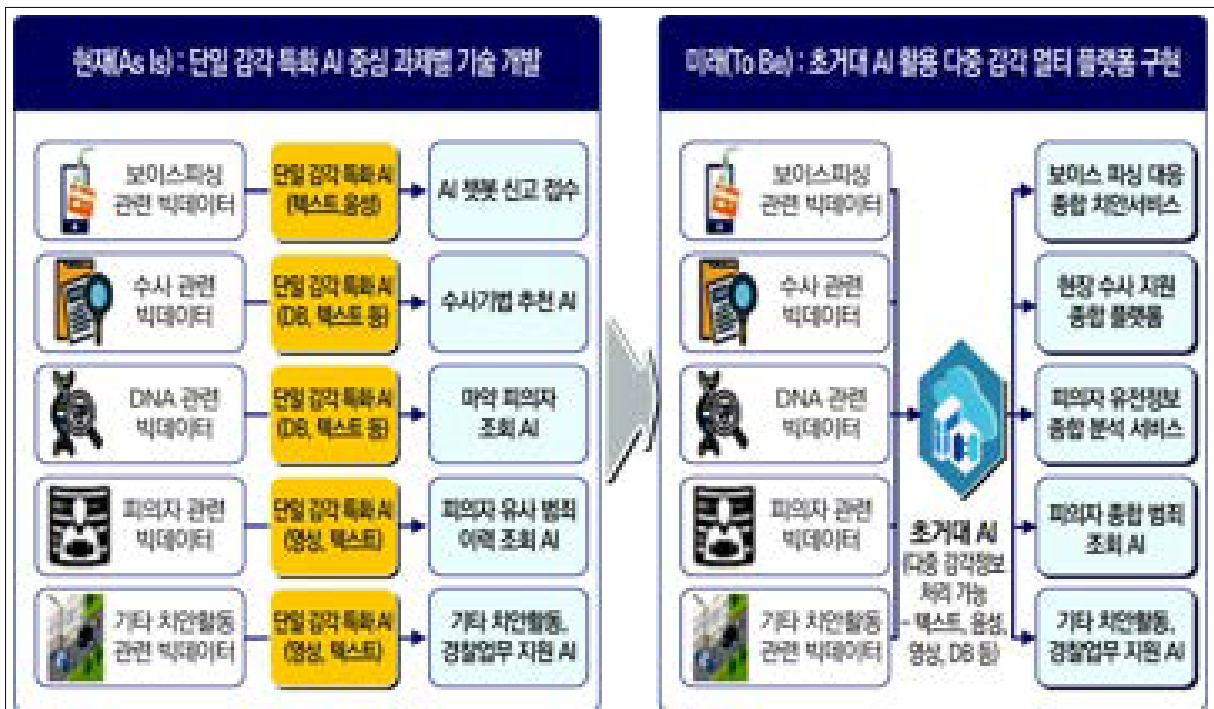 현재(As Is) : 단일 감각 특화 AI 중심 과제별 기술 개발
보이스피싱
관련 빅데이터
단일 감각 특화 AI
(텍스트,음성)
AI 챗봇 신고 접수
수사 관련
빅데이터
단일 감각 특화 AI
(DB, 텍스트 등)
수사기법 추천 AI
DNA 관련
빅데이터
단일 감각 특화 AI
(DB, 텍스트 등)
마약 피의자
조회 AI
피의자 관련
빅데이터
단일 감각 특화 AI
(영상, 텍스트)
피의자 유사 범죄
이력 조회 AI
기타 치안활동
관련 빅데이터
단일 감각 특화 AI
(영상, 텍스트)
기타 치안활동,
경찰업무 지원 AI
미래(To Be) : 초거대 AI 활용 다중 감각 멀티 플랫폼 구현
보이스피싱
관련 빅데이터
수사 관련
빅데이터
DNA 관련
빅데이터
피의자 관련
빅데이터
기타 치안활동
관련 빅데이터
초거대 AI
(다중 감각정보
처리 가능
- 텍스트, 음성,
영상, DB 등)
보이스 피싱 대응
종합 치안서비스
현장 수사 지원
종합 플랫폼
피의자 유전정보
종합 분석 서비스
피의자 종합 범죄
조회 AI
기타 치안활동,
경찰업무 지원 AI